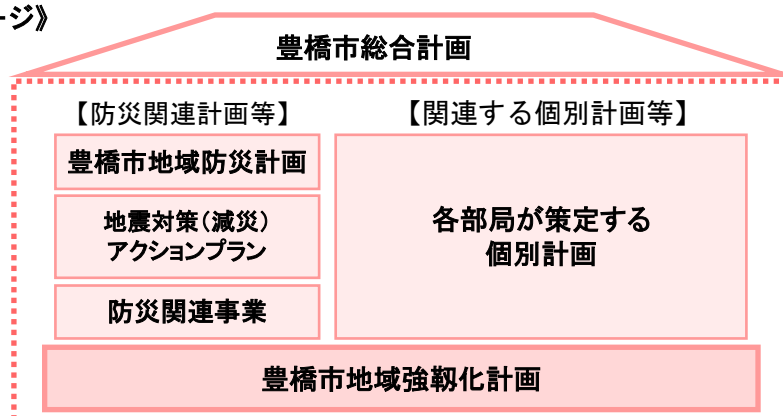 ージ》
豊橋市総合計画
【防災関連計画等】
【関連する個別計画等】
豊橋市地域防災計画
地震対策（減災）
アクションプラン
防災関連事業
各部局が策定する
個別計画
豊橋市地域強靱化計画